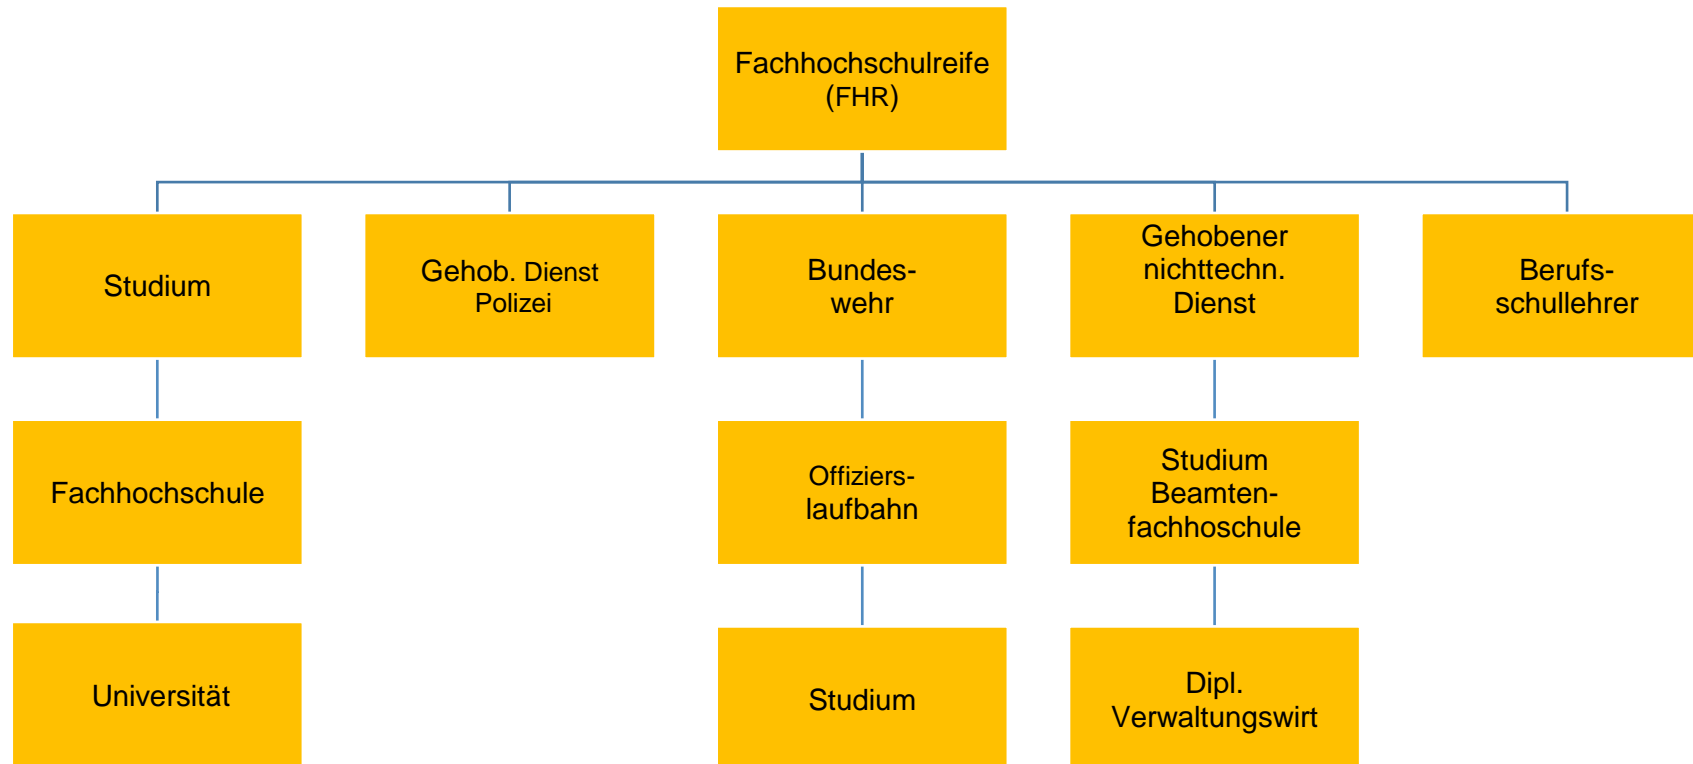 Fachhochschulreife
(FHR)
Studium
Gehob. Dienst
Polizei
Bundes-
wehr
Gehobener
nichttechn.
Dienst
Berufs-
schullehrer
Fachhochschule
Offiziers-
laufbahn
Studium
Beamten-
fachhoschule
Universität
Studium
Dipl.
Verwaltungswirt